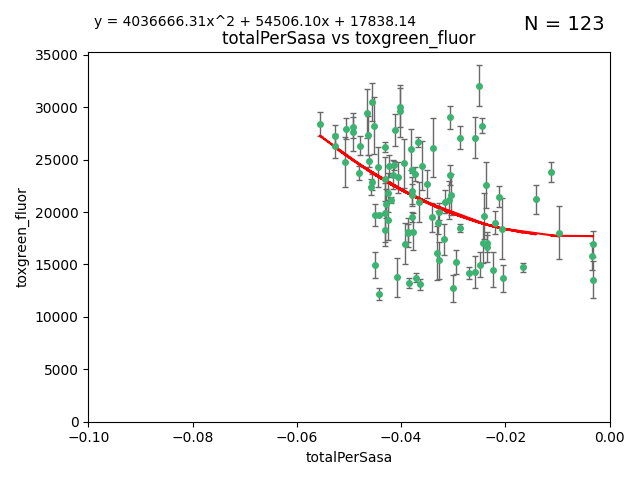 y = 4036666.31x^2 + 54506.10x + 17838.14
N = 123
totalPerSasa vs toxgreen_fluor
35000
30000
25000
20000
15000
10000
5000
0
toxgreen_fluor
−0.10
−0.08
−0.06
−0.04
−0.02
0.00
totalPerSasa